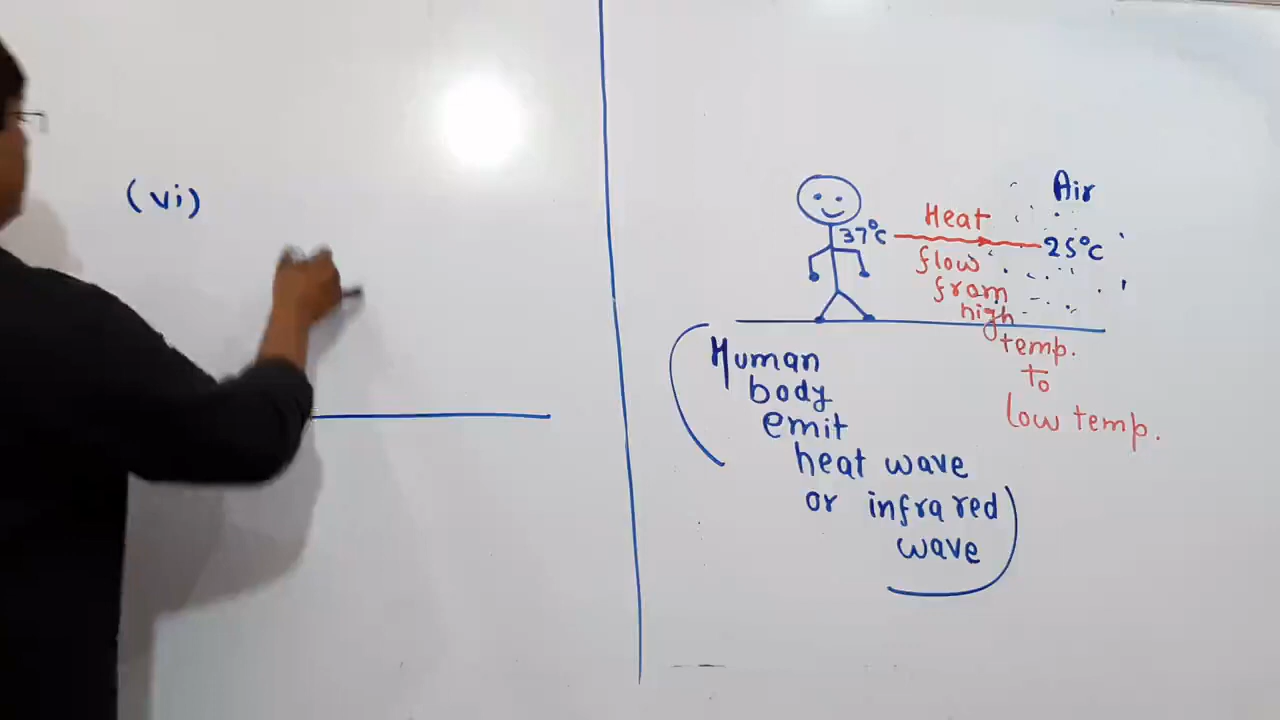 (vi)
Air
Heat
37°C
25°C
flow
from
high
temp.
to
low temp.
Human
body
emit
heat wave
or infrared
wave